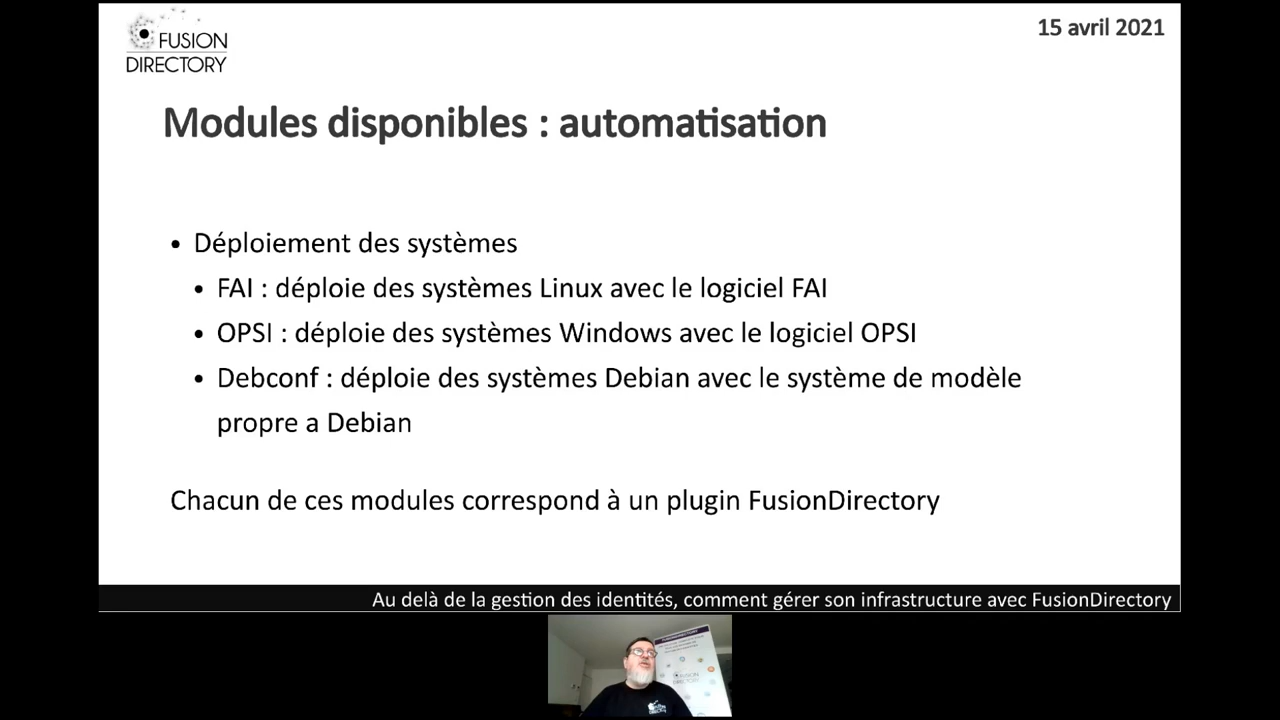 FUSION
DIRECTORY
15 avril 2021
Modules disponibles : automatisation
• Déploiement des systèmes
• FAI : déploie des systèmes Linux avec le logiciel FAI
• OPSI : déploie des systèmes Windows avec le logiciel OPSI
• Debconf : déploie des systèmes Debian avec le système de modèle
propre a Debian
Chacun de ces modules correspond à un plugin FusionDirectory
Au delà de la gestion des identités, comment gérer son infrastructure avec FusionDirectory
FUSION
DIRECTORY